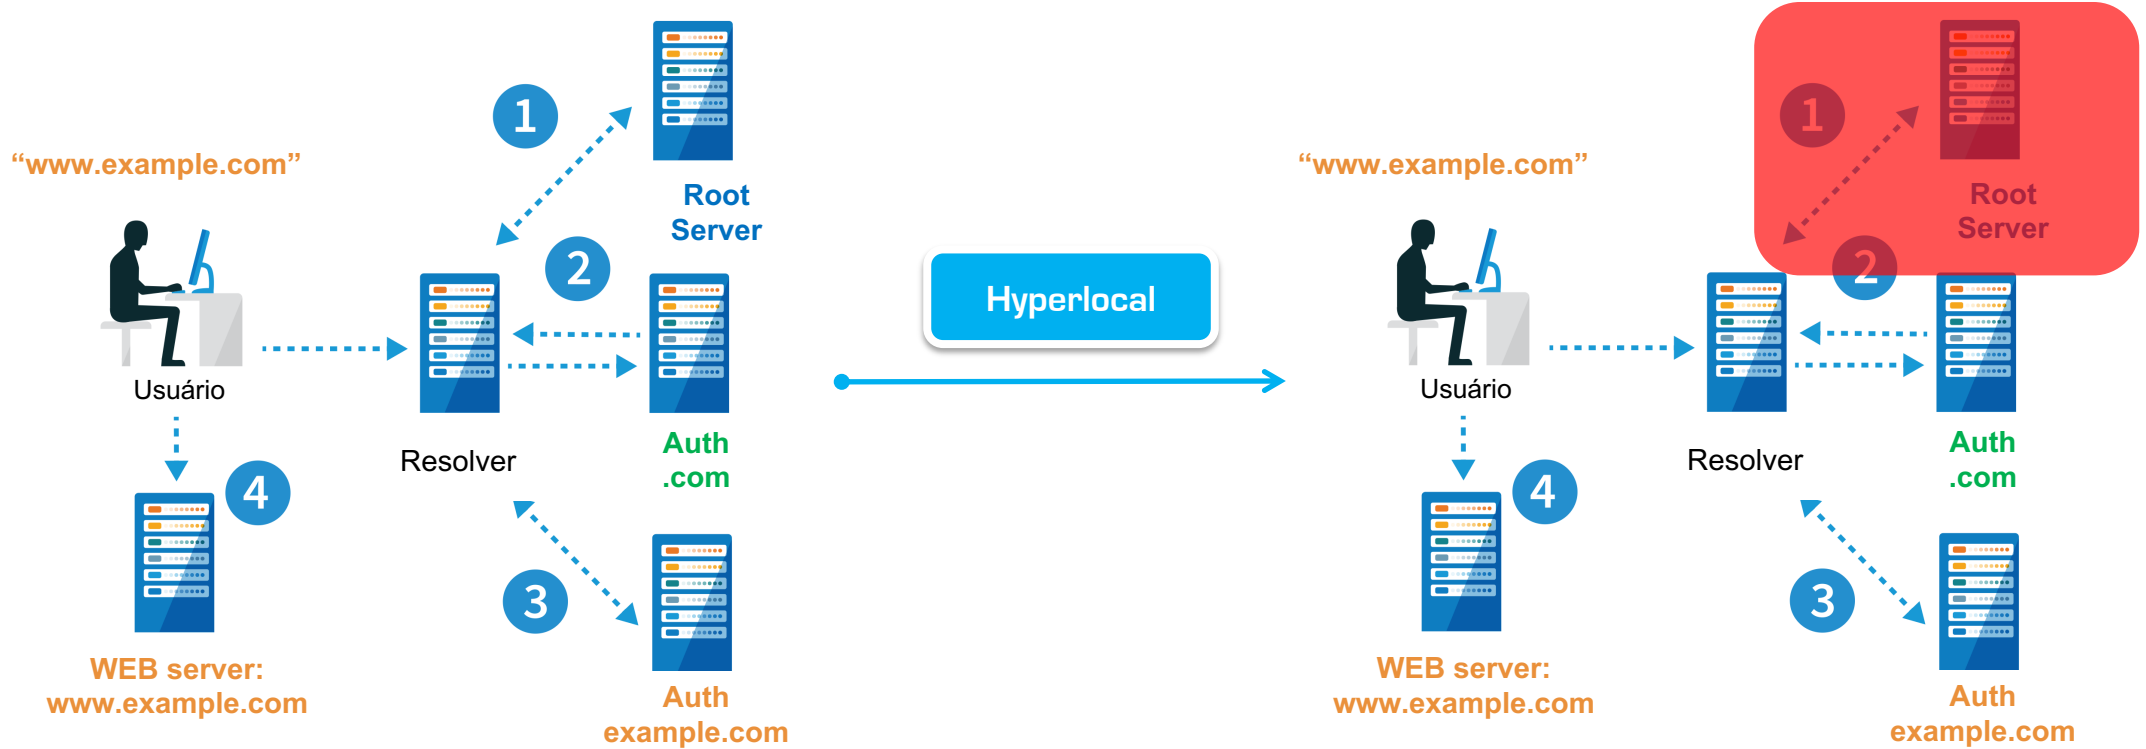 1
“www.example.com”
Root
Server
2
Usuário
Resolver
Auth
.com
4
3
WEB server:
www.example.com
Auth
example.com
Hyperlocal
1
“www.example.com”
Root
Server
2
Usuário
Resolver
Auth
.com
4
3
WEB server:
www.example.com
Auth
example.com